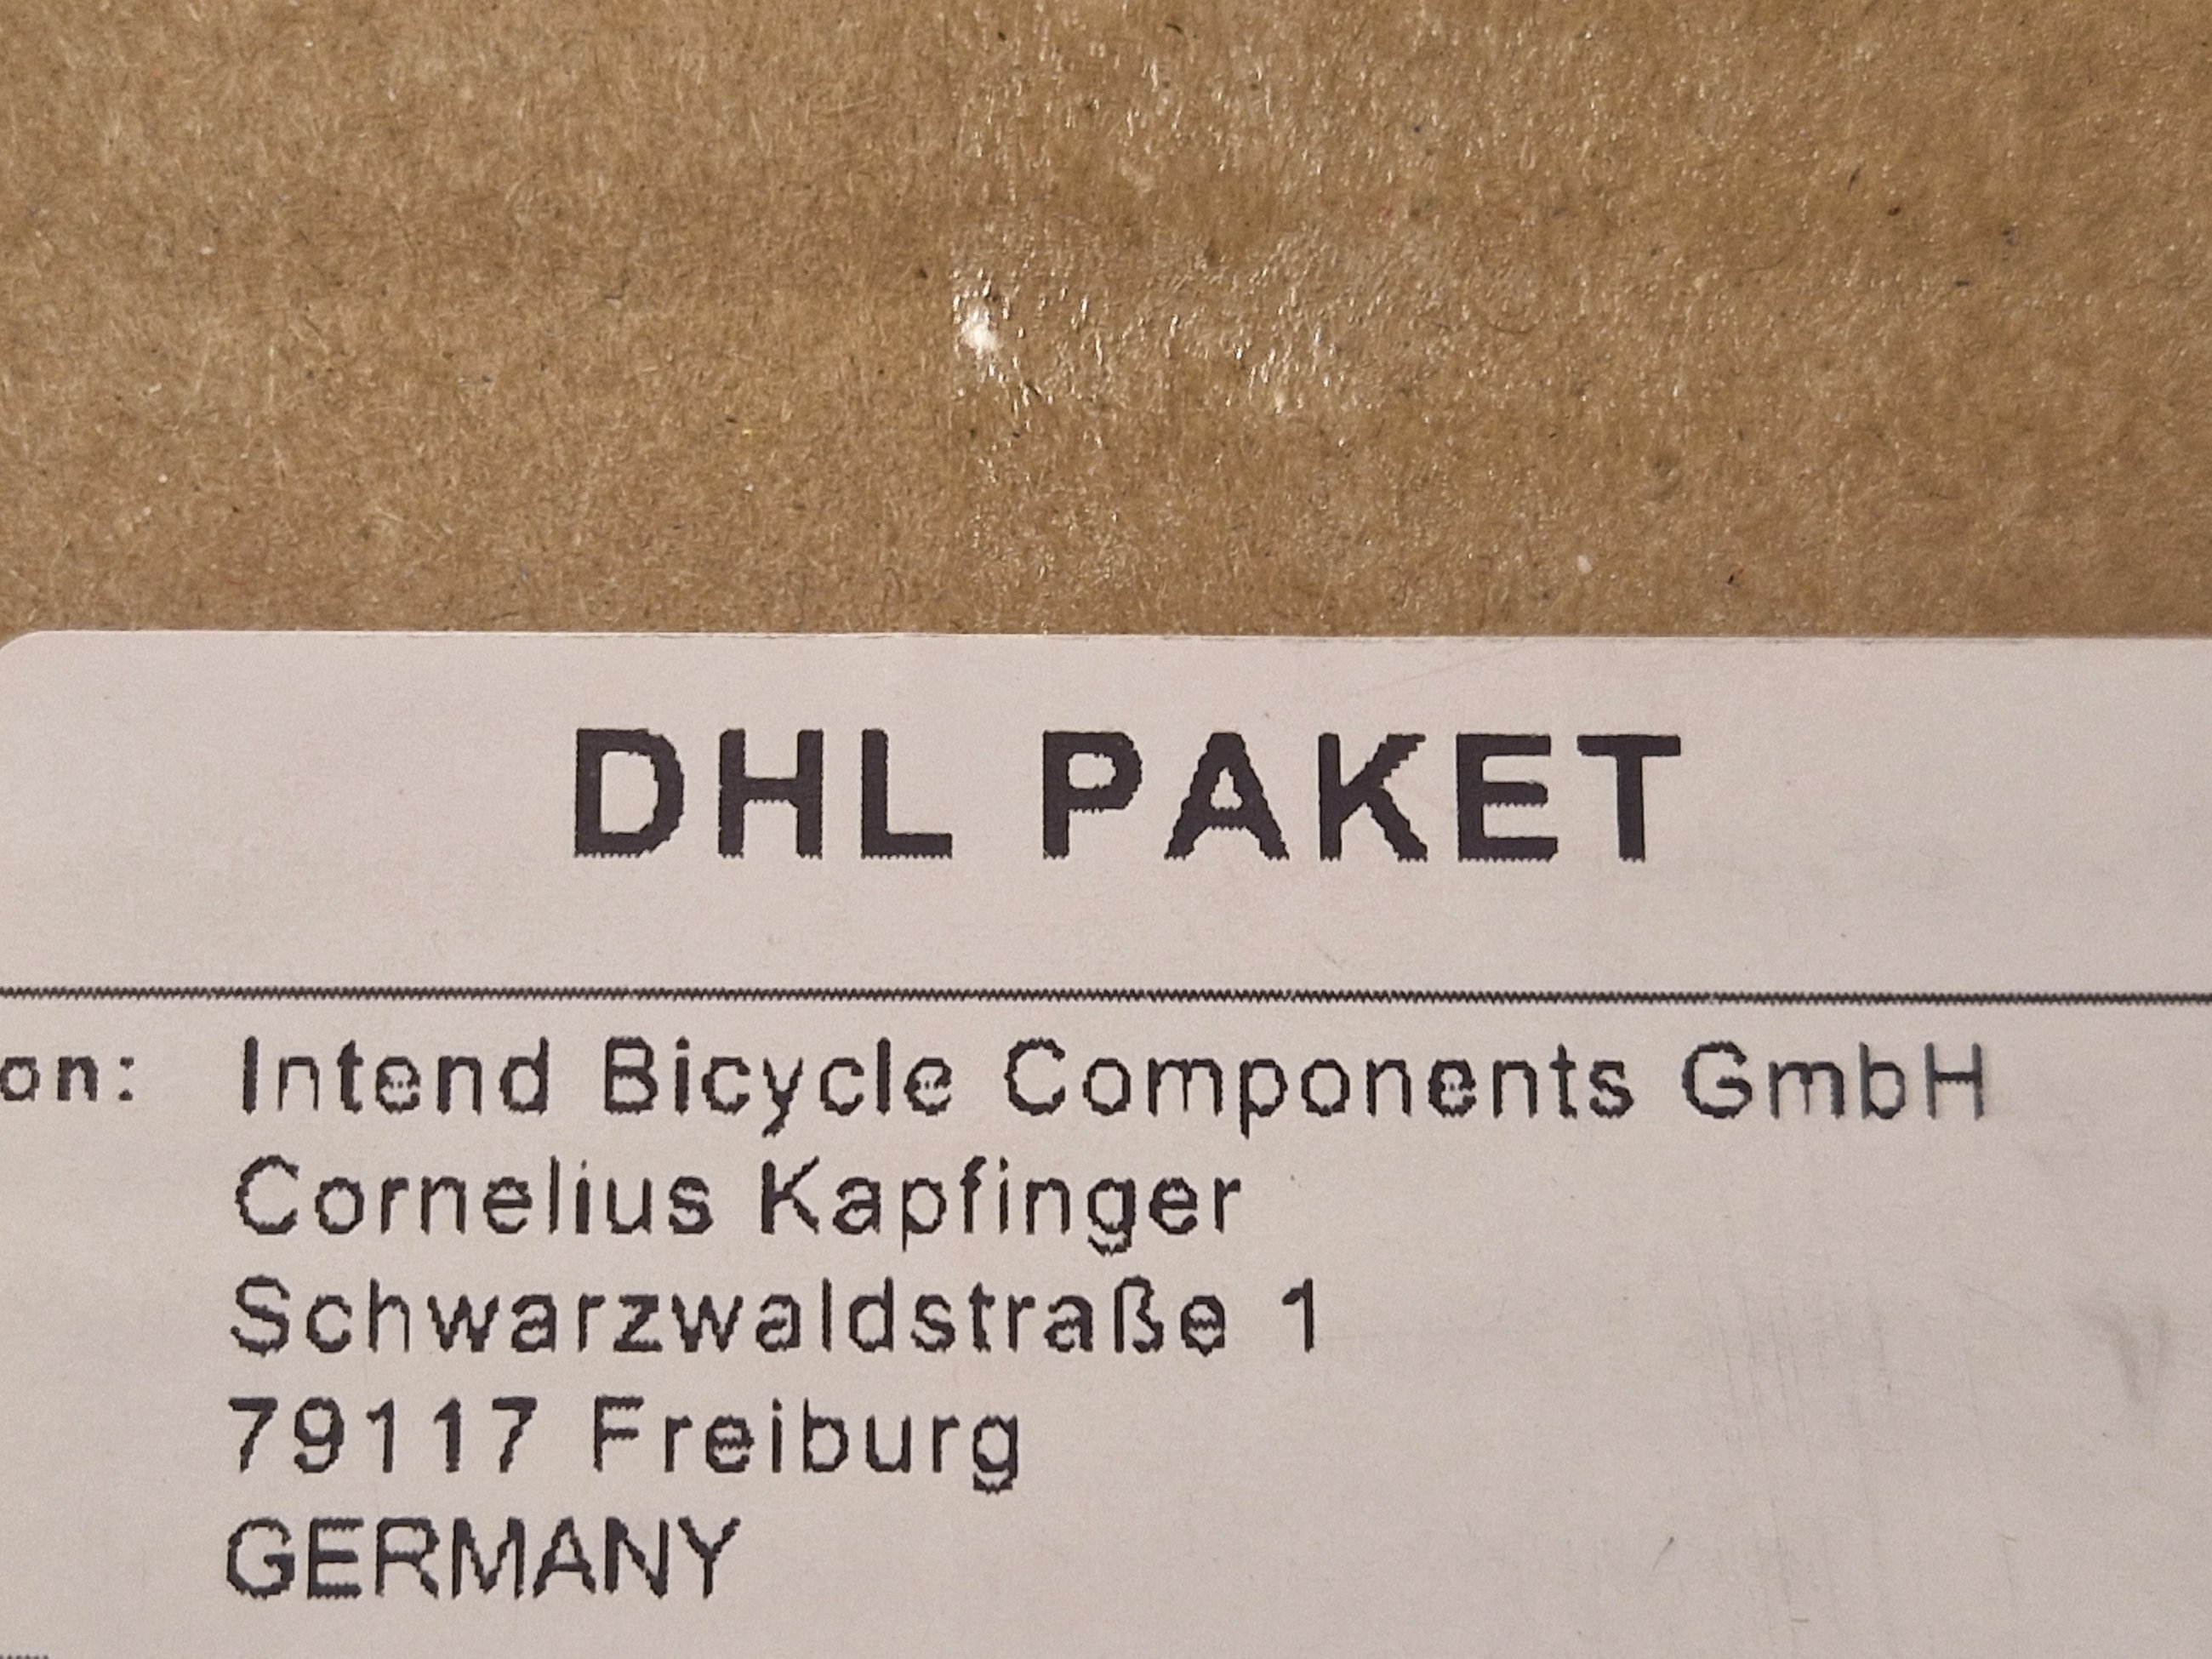 DHL PAKET
on: Intend Bicycle Components GmbH
Cornelius Kapfinger
Schwarzwaldstraße 1
79117 Freiburg
GERMANY